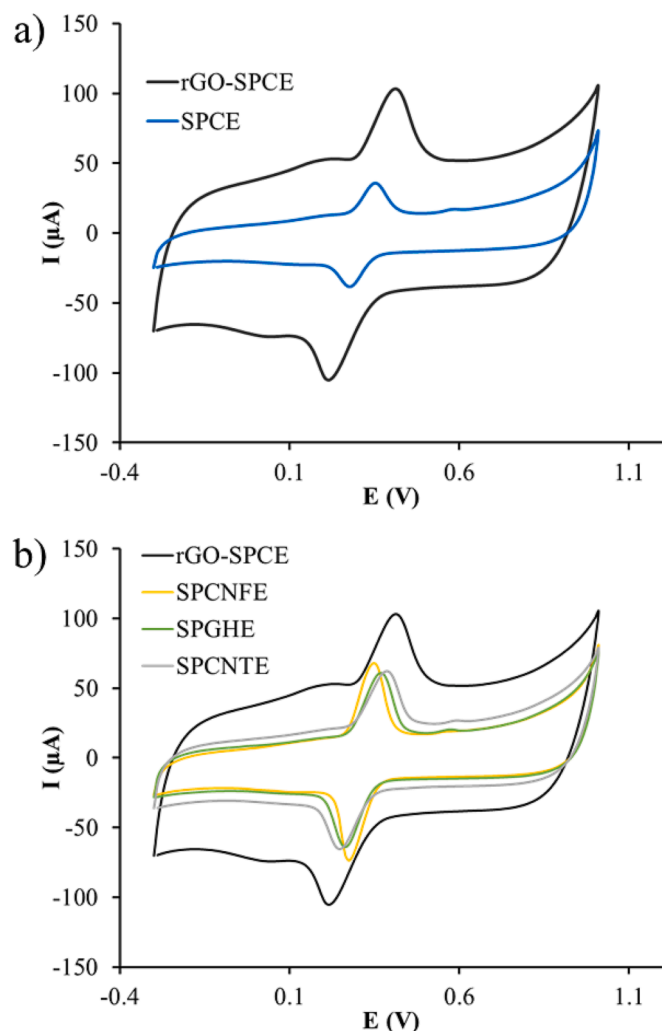 a)
150
100
50
0
-50
-100
-150
I (µA)
rGO-SPCE
SPCE
-0.4
0.1
0.6
1.1
E (V)
b)
150
100
50
0
-50
-100
-150
I (µA)
rGO-SPCE
SPCNFE
SPGHE
SPCNTE
-0.4
0.1
0.6
1.1
E (V)